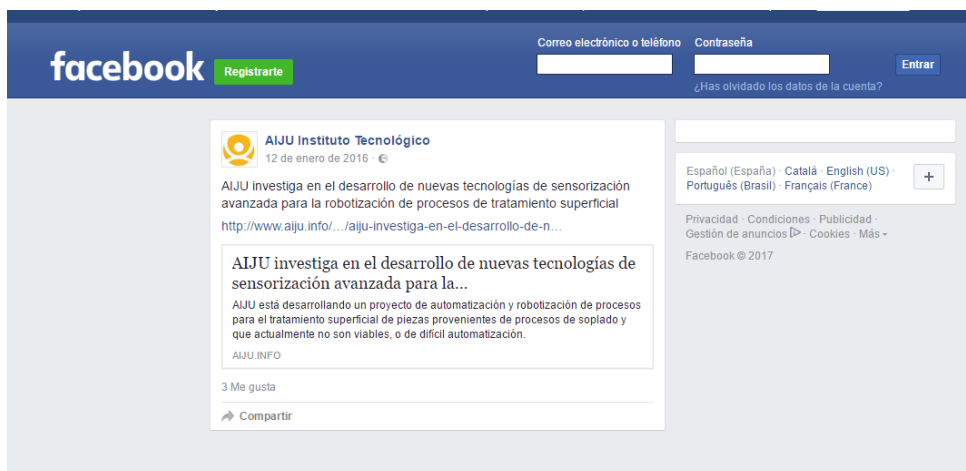 Correo electrónico o teléfono
Contraseña
facebook
Registrarte
Entrar
¿Has olvidado los datos de la cuenta?
AIJU Instituto Tecnológico
12 de enero de 2016 ·
AIJU investiga en el desarrollo de nuevas tecnologías de sensorización
avanzada para la robotización de procesos de tratamiento superficial
http://www.aiju.info/.../aiju-investiga-en-el-desarrollo-de-n...
AIJU investiga en el desarrollo de nuevas tecnologías de
sensorización avanzada para la...
AIJU está desarrollando un proyecto de automatización y robotización de procesos
para el tratamiento superficial de piezas provenientes de procesos de soplado y
que actualmente no son viables, o de difícil automatización.
AIJU.INFO
3 Me gusta
Compartir
Español (España) · Català · English (US) ·
Português (Brasil) · Français (France)
+
Privacidad · Condiciones · Publicidad ·
Gestión de anuncios · Cookies · Más
Facebook © 2017